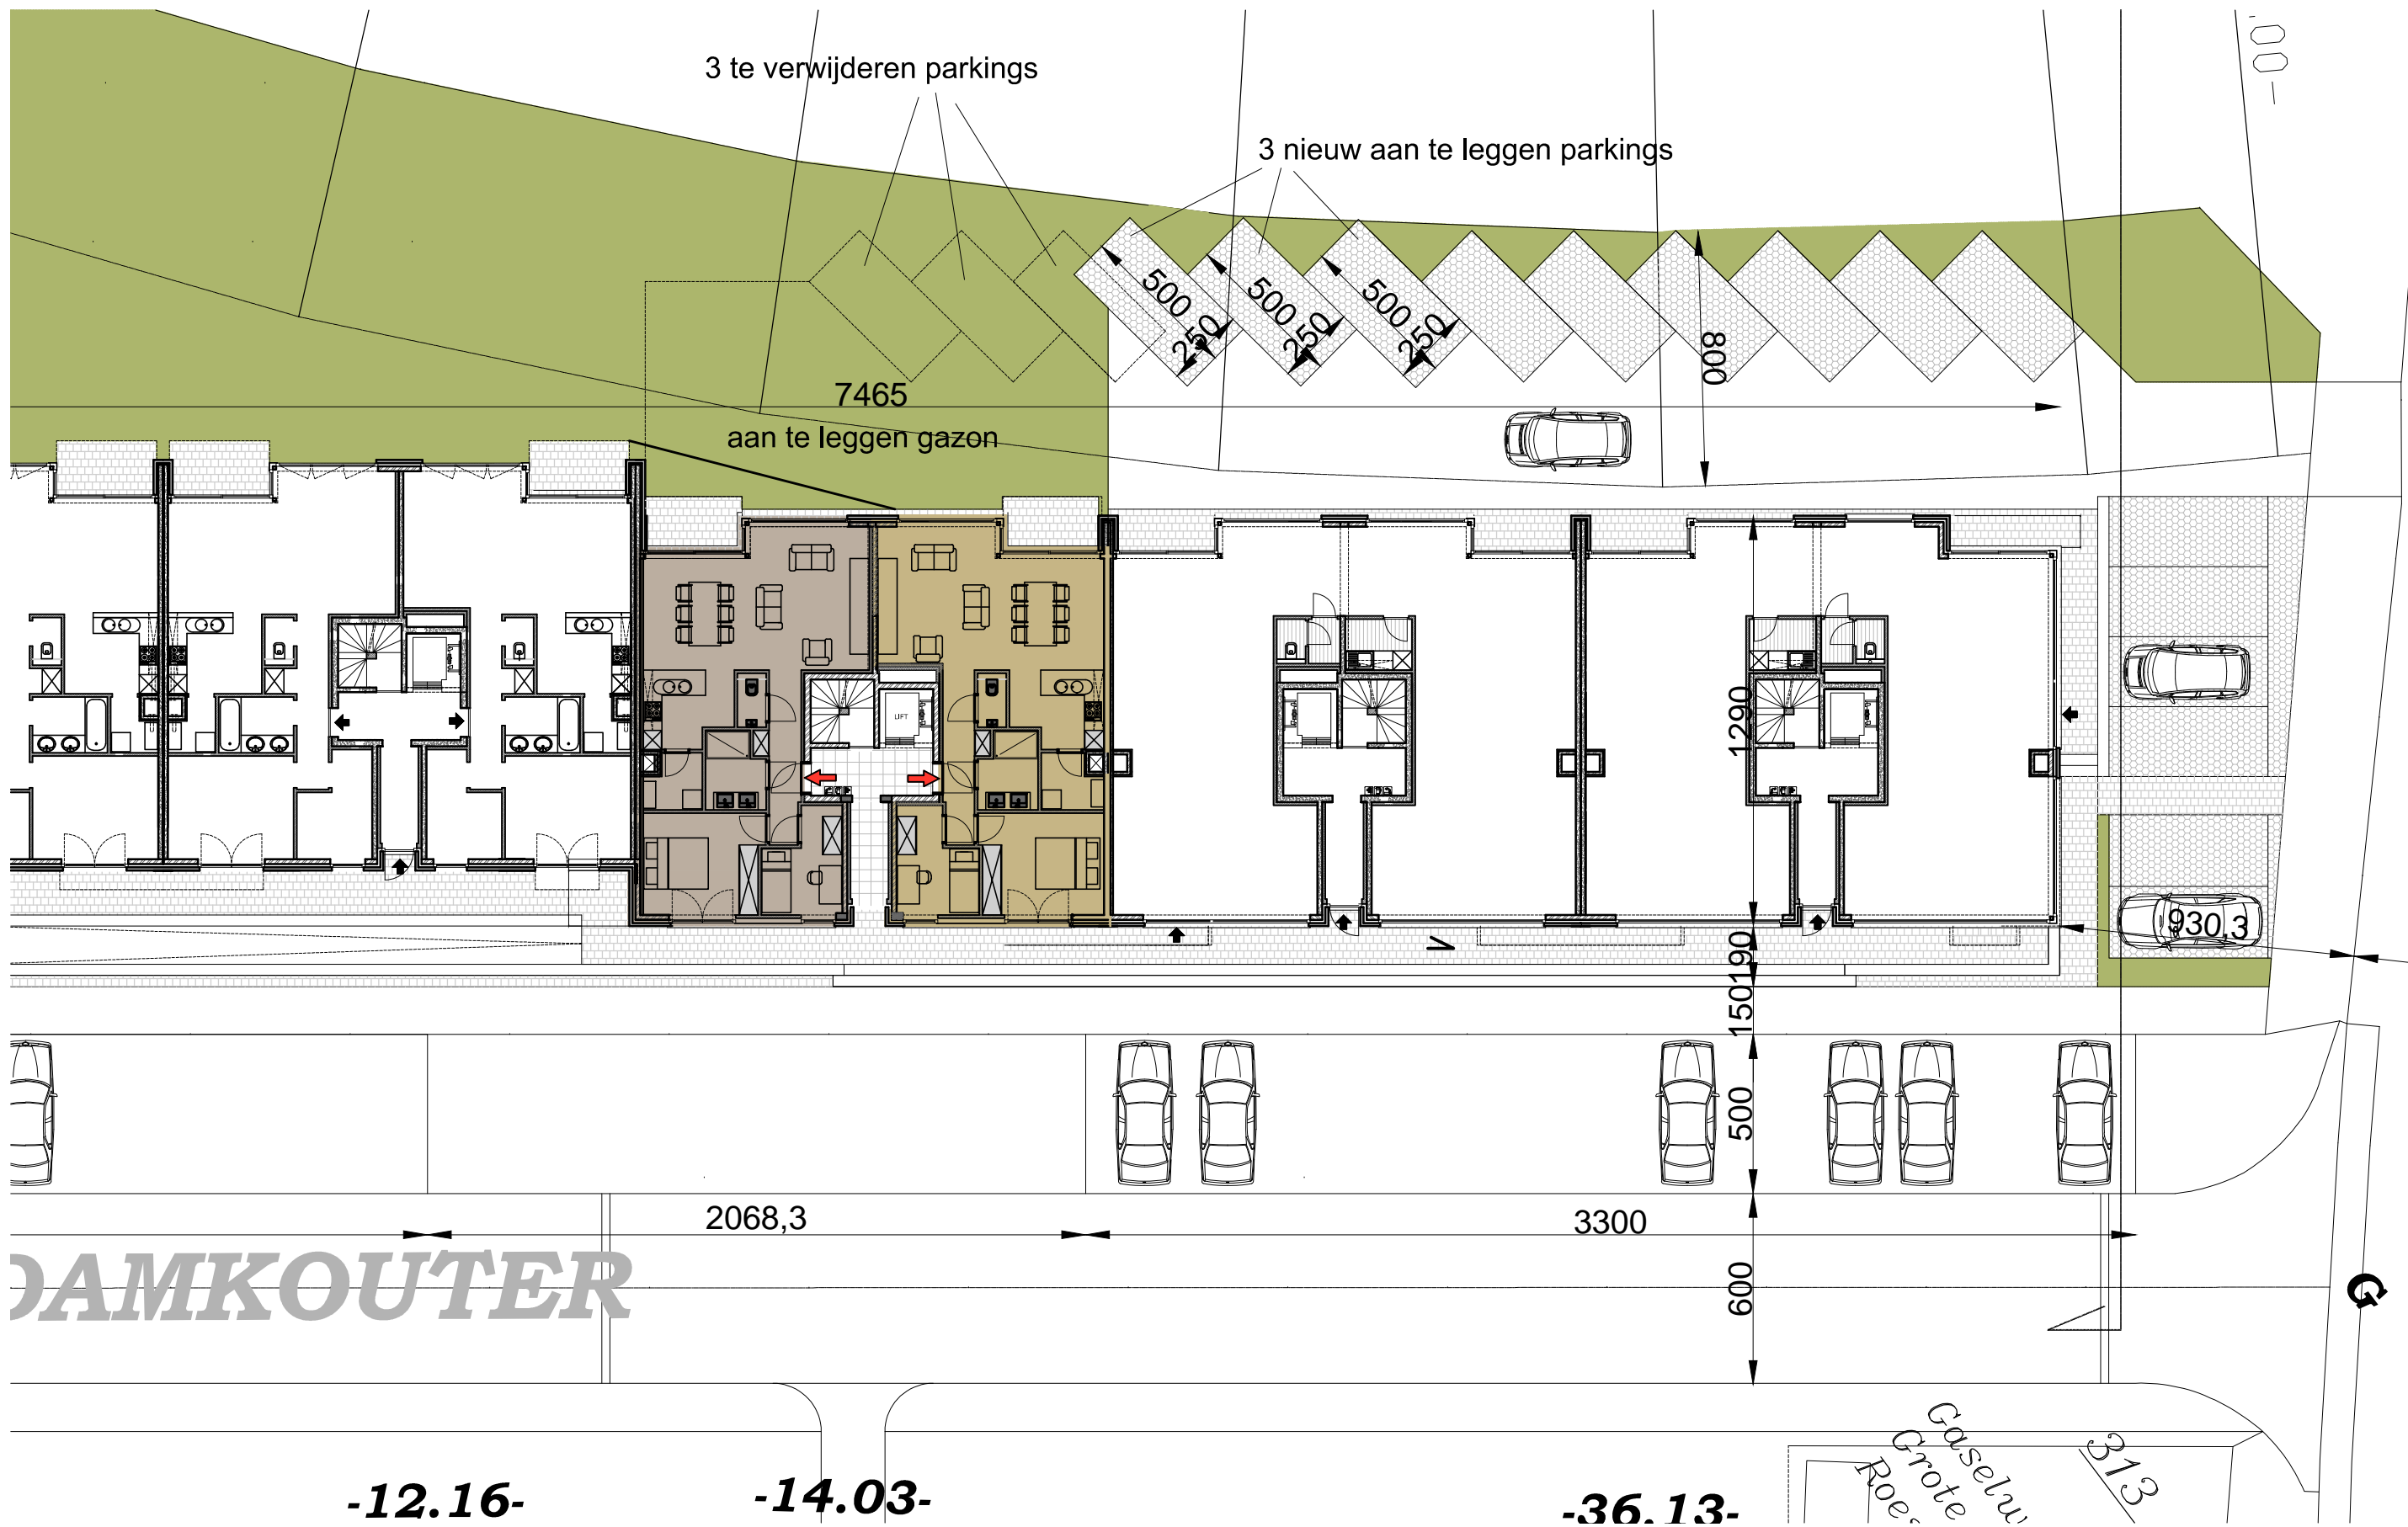 3 te verwijderen parkings
3 nieuw aan te leggen parkings
500
250
500
250
500
250
800
7465
aan te leggen gazon
LIFT
1290
930,3
190
150
500
2068,3
3300
DAMKOUTER
600
G
-12.16-
-14.03-
-36.13-
Grote
313